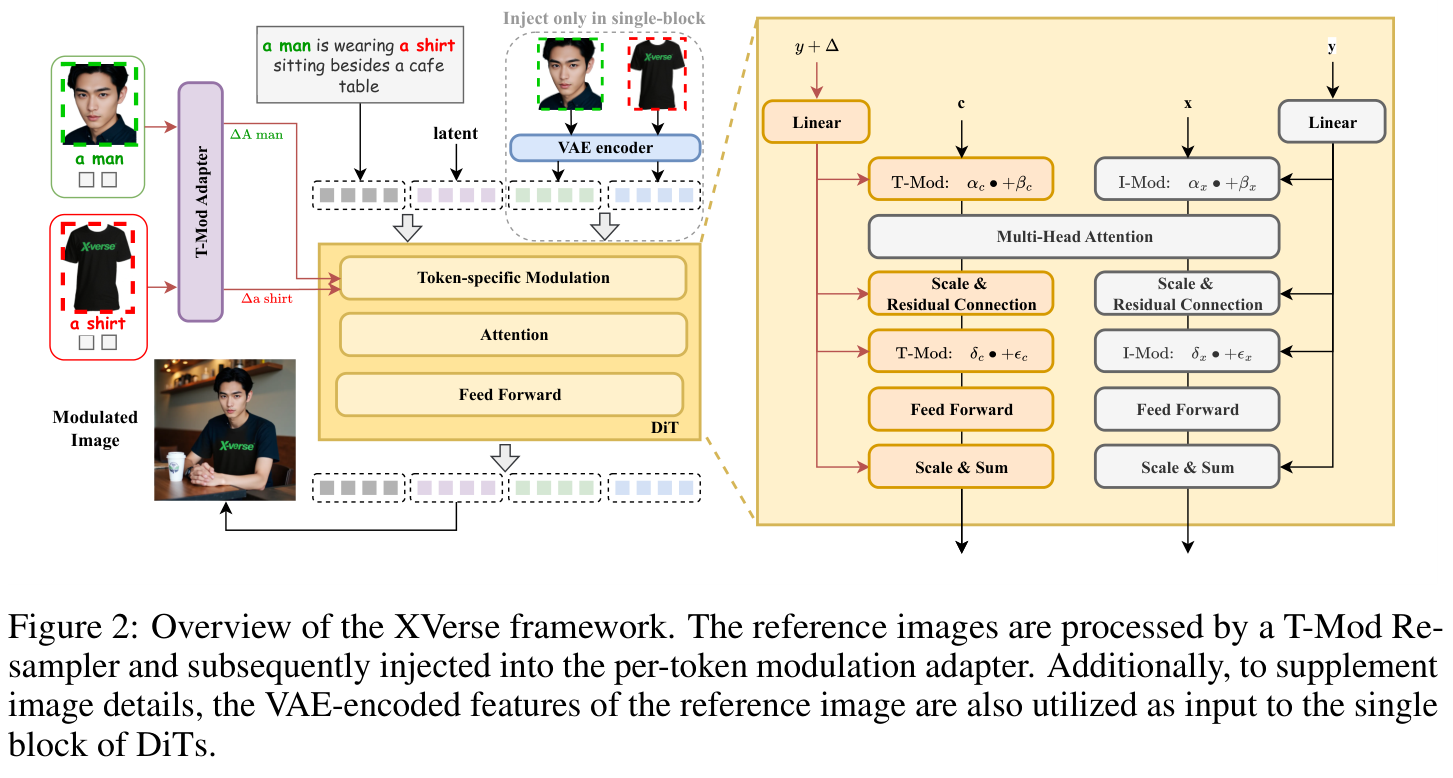 Inject only in single-block
a man is wearing a shirt
sitting besides a cafe
table
X-verse
a man
T-Mod Adapter
ΔA man
latent
VAE encoder
X-verse
a shirt
Δa shirt
Token-specific Modulation
Attention
Feed Forward
DiT
Modulated
Image
X-verse
y + Δ
y
Linear
c
x
Linear
T-Mod: α_c • +β_c
I-Mod: α_x • +β_x
Multi-Head Attention
Scale &
Residual Connection
Scale &
Residual Connection
T-Mod: δ_c • +ϵ_c
I-Mod: δ_x • +ϵ_x
Feed Forward
Feed Forward
Scale & Sum
Scale & Sum
Figure 2: Overview of the XVerse framework. The reference images are processed by a T-Mod Re-
sampler and subsequently injected into the per-token modulation adapter. Additionally, to supplement
image details, the VAE-encoded features of the reference image are also utilized as input to the single
block of DiTs.